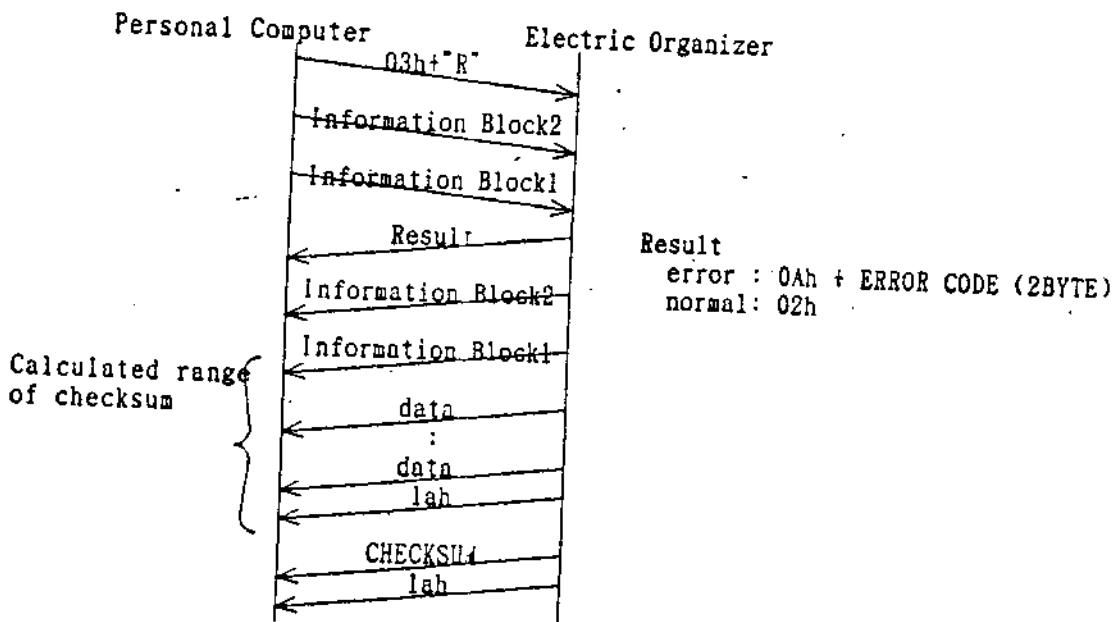 Personal Computer
Electric Organizer
03h+"R"
Information Block2
Information Block1
Result
Result
error : 0Ah + ERROR CODE (2BYTE)
normal: 02h
Information Block2
Information Block1
Calculated range
of checksum
data
:
data
1ah
CHECKSUM
1ah